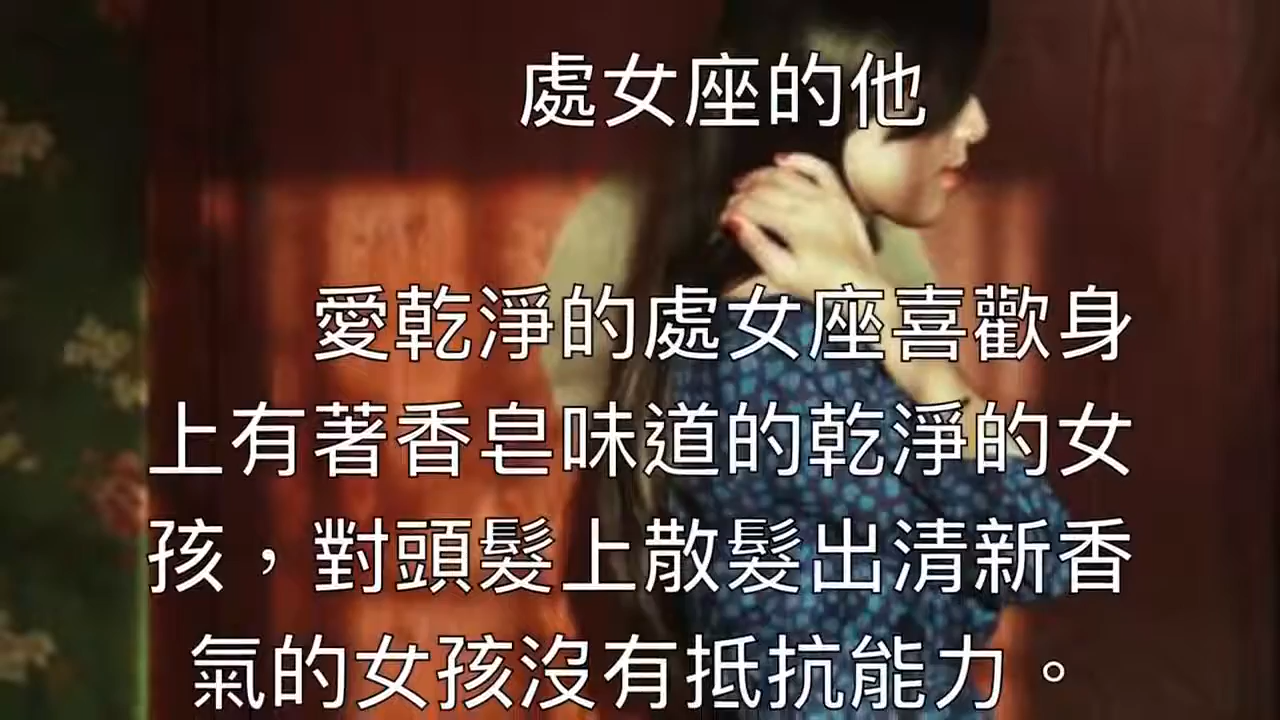 處女座的他
愛乾淨的處女座喜歡身
上有著香皂味道的乾淨的女
孩，對頭髮上散髮出清新香
氣的女孩沒有抵抗能力。